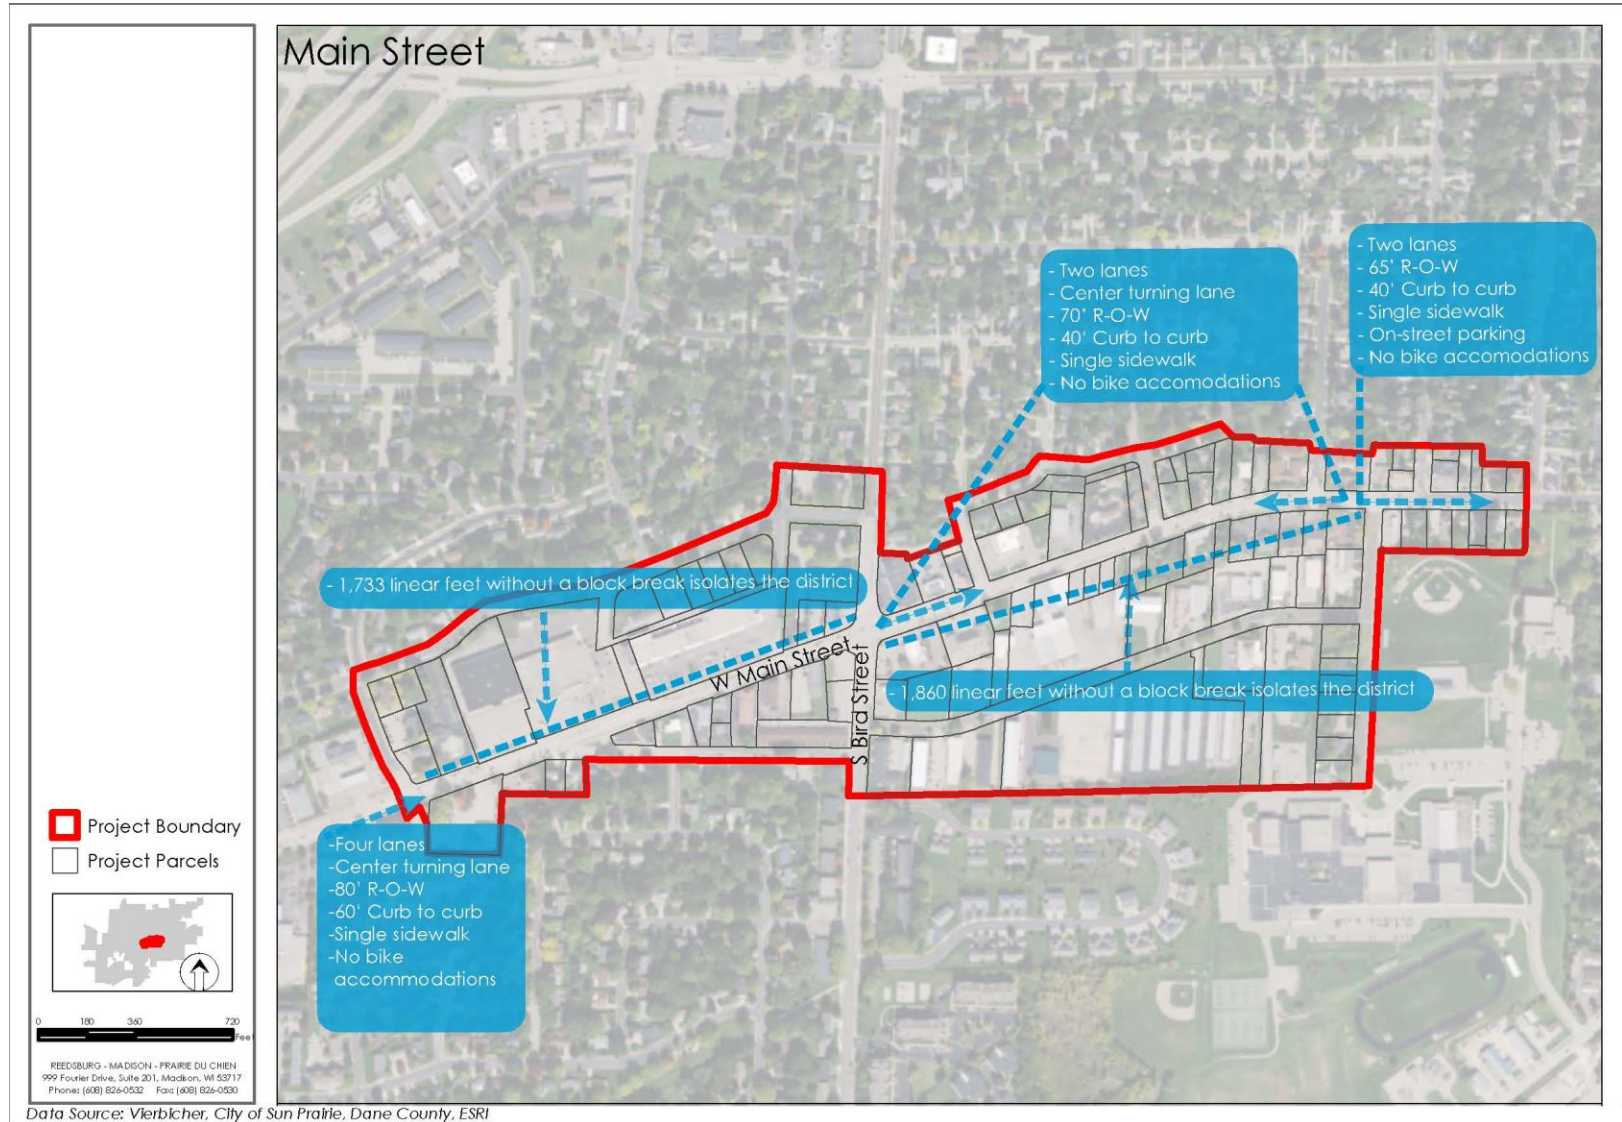 Main Street
- Two lanes
- Center turning lane
- 70' R-O-W
- 40' Curb to curb
- Single sidewalk
- No bike accomodations
- Two lanes
- 65' R-O-W
- 40' Curb to curb
- Single sidewalk
- On-street parking
- No bike accomodations
- 1,733 linear feet without a block break isolates the district
W Main Street
S Bird Street
- 1,860 linear feet without a block break isolates the district
-Four lanes
-Center turning lane
-80' R-O-W
-60' Curb to curb
-Single sidewalk
-No bike
accommodations
Project Boundary
Project Parcels
0 180 360 720
Feet
REEDSBURG - MADISON - PRAIRIE DU CHIEN
999 Fourier Drive, Suite 201, Madison, WI 53717
Phone: (608) 826-0532 Fax: (608) 826-0530
Data Source: Vierbicher, City of Sun Prairie, Dane County, ESRI